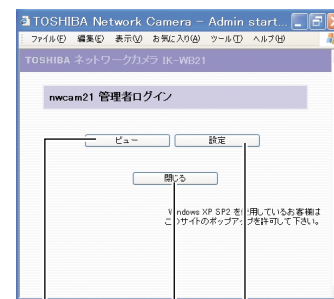 TOSHIBA Network Camera - Admin start...
ファイル(F) 編集(E) 表示(V) お気に入り(A) ツール(T) ヘルプ(H)
TOSHIBA ネットワークカメラ IK-WB21
nwcam21 管理者ログイン
ビュー 設定
閉じる
Windows XP SP2 を使用しているお客様は
このサイトのポップアップを許可して下さい。